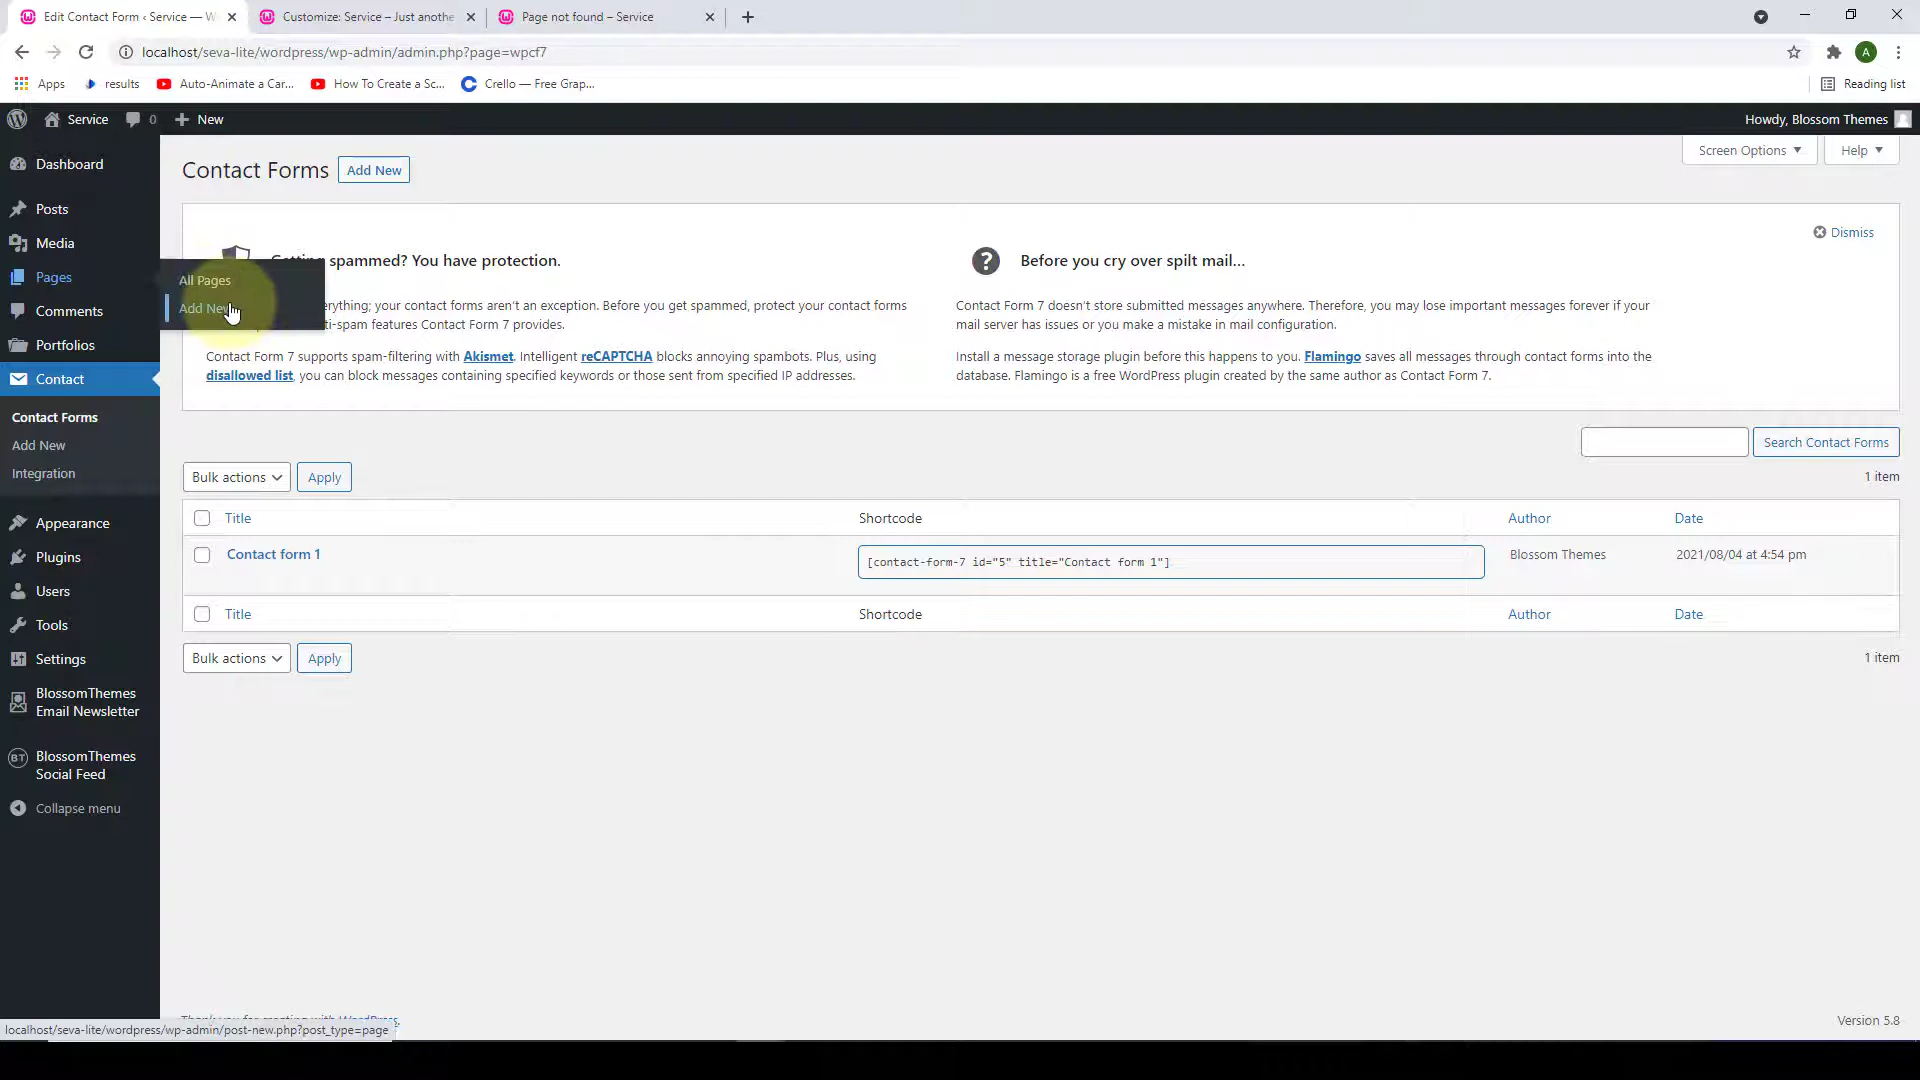 Edit Contact Form ‹ Service — W
Customize: Service – Just anothe
Page not found – Service
localhost/seva-lite/wordpress/wp-admin/admin.php?page=wpcf7
A
Apps
results
Auto-Animate a Car...
How To Create a Sc...
Crello — Free Grap...
Reading list
Service
0
New
Howdy, Blossom Themes
Dashboard
Posts
Media
Pages
All Pages
Add New
Comments
Portfolios
Contact
Contact Forms
Add New
Integration
Appearance
Plugins
Users
Tools
Settings
BlossomThemes
Email Newsletter
BT
BlossomThemes
Social Feed
Collapse menu
Contact Forms
Add New
Screen Options
Help
Dismiss
Getting spammed? You have protection.
erything; your contact forms aren't an exception. Before you get spammed, protect your contact forms
ti-spam features Contact Form 7 provides.
Contact Form 7 supports spam-filtering with Akismet. Intelligent reCAPTCHA blocks annoying spambots. Plus, using
disallowed list, you can block messages containing specified keywords or those sent from specified IP addresses.
?
Before you cry over spilt mail...
Contact Form 7 doesn't store submitted messages anywhere. Therefore, you may lose important messages forever if your
mail server has issues or you make a mistake in mail configuration.
Install a message storage plugin before this happens to you. Flamingo saves all messages through contact forms into the
database. Flamingo is a free WordPress plugin created by the same author as Contact Form 7.
Search Contact Forms
Bulk actions
Apply
1 item
Title
Shortcode
Author
Date
Contact form 1
[contact-form-7 id="5" title="Contact form 1"]
Blossom Themes
2021/08/04 at 4:54 pm
Title
Shortcode
Author
Date
Bulk actions
Apply
1 item
Thank you for creating with WordPress.
Version 5.8
localhost/seva-lite/wordpress/wp-admin/post-new.php?post_type=page